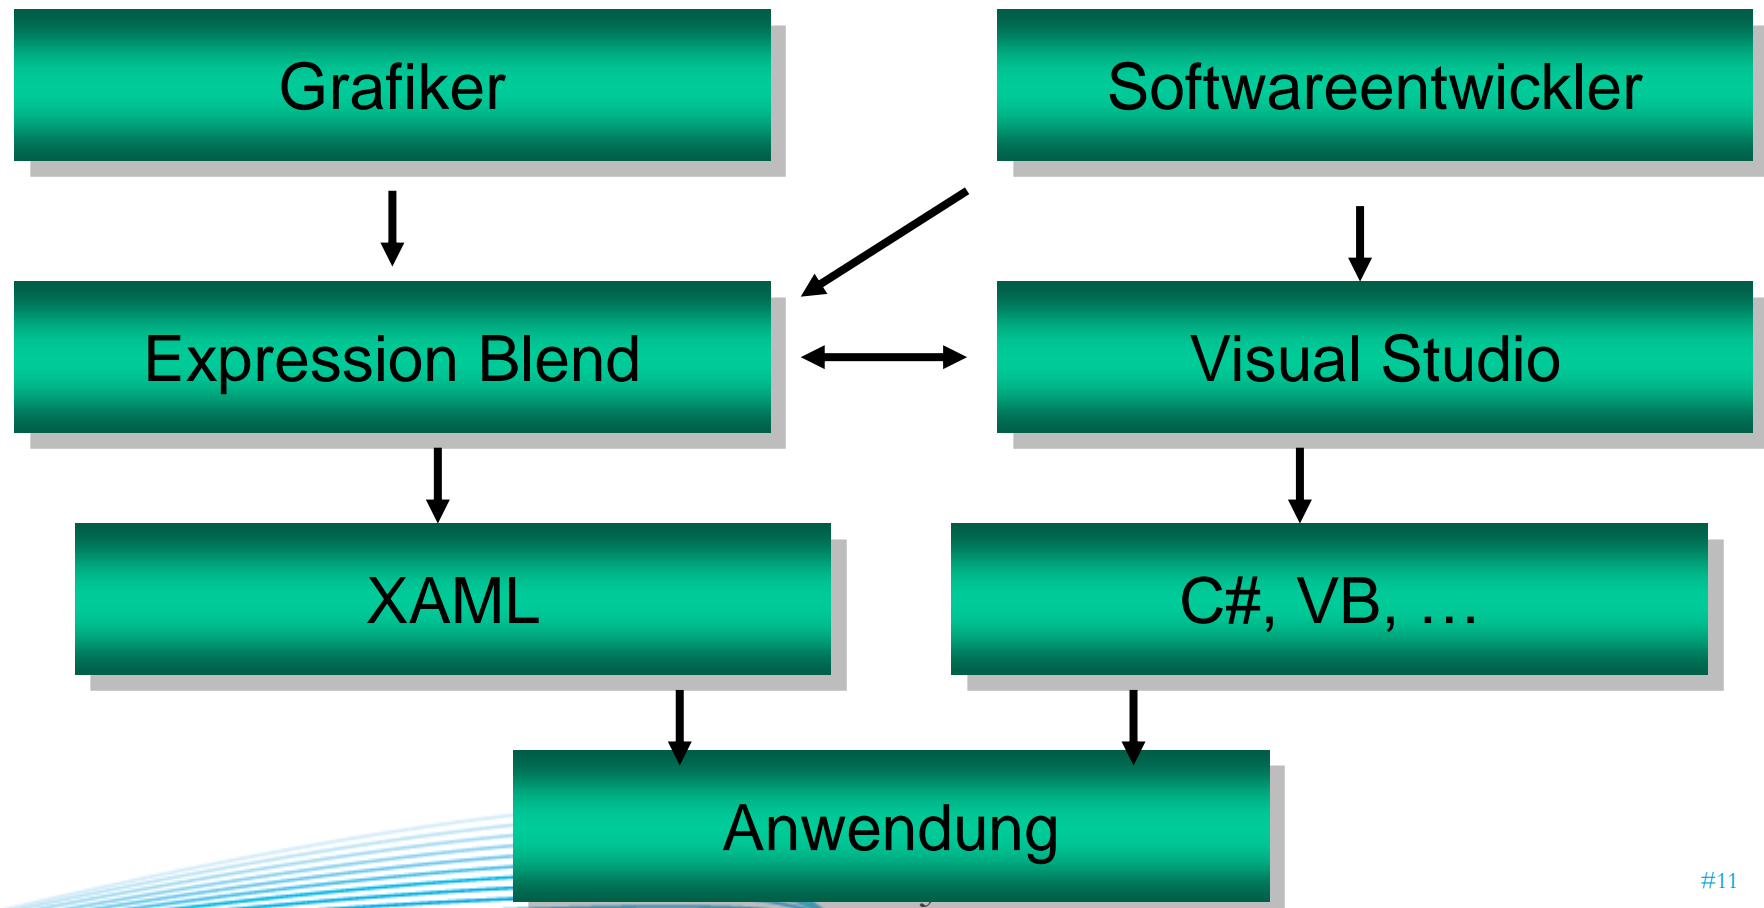 Grafiker
Softwareentwickler
Expression Blend
Visual Studio
XAML
C#, VB, …
Anwendung
#11